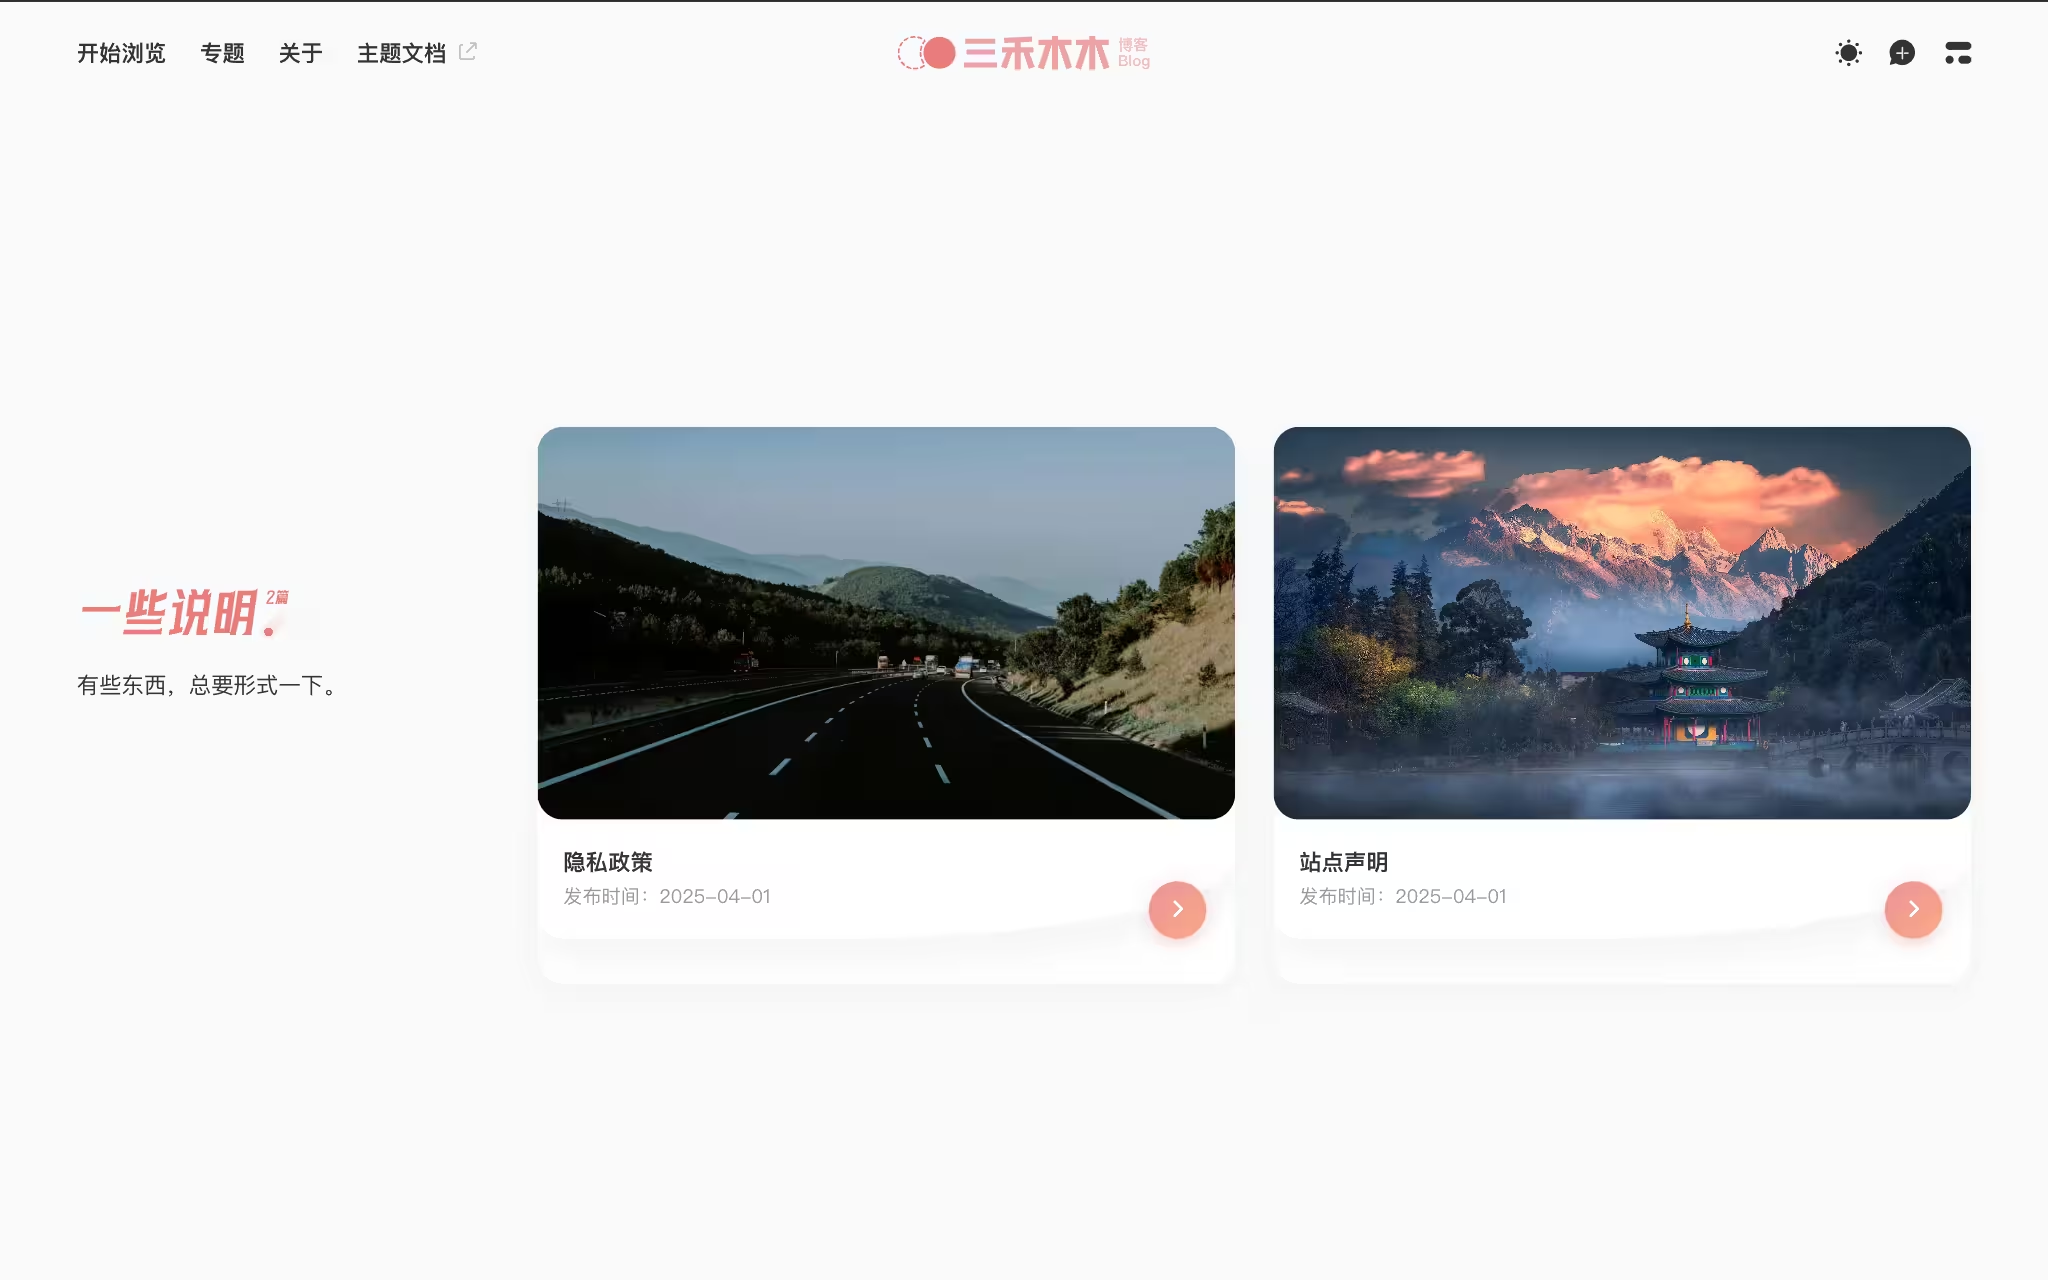 开始浏览 专题 关于 主题文档
三禾木木 博客
Blog
一些说明 2篇
有些东西，总要形式一下。
隐私政策
发布时间：2025-04-01
站点声明
发布时间：2025-04-01